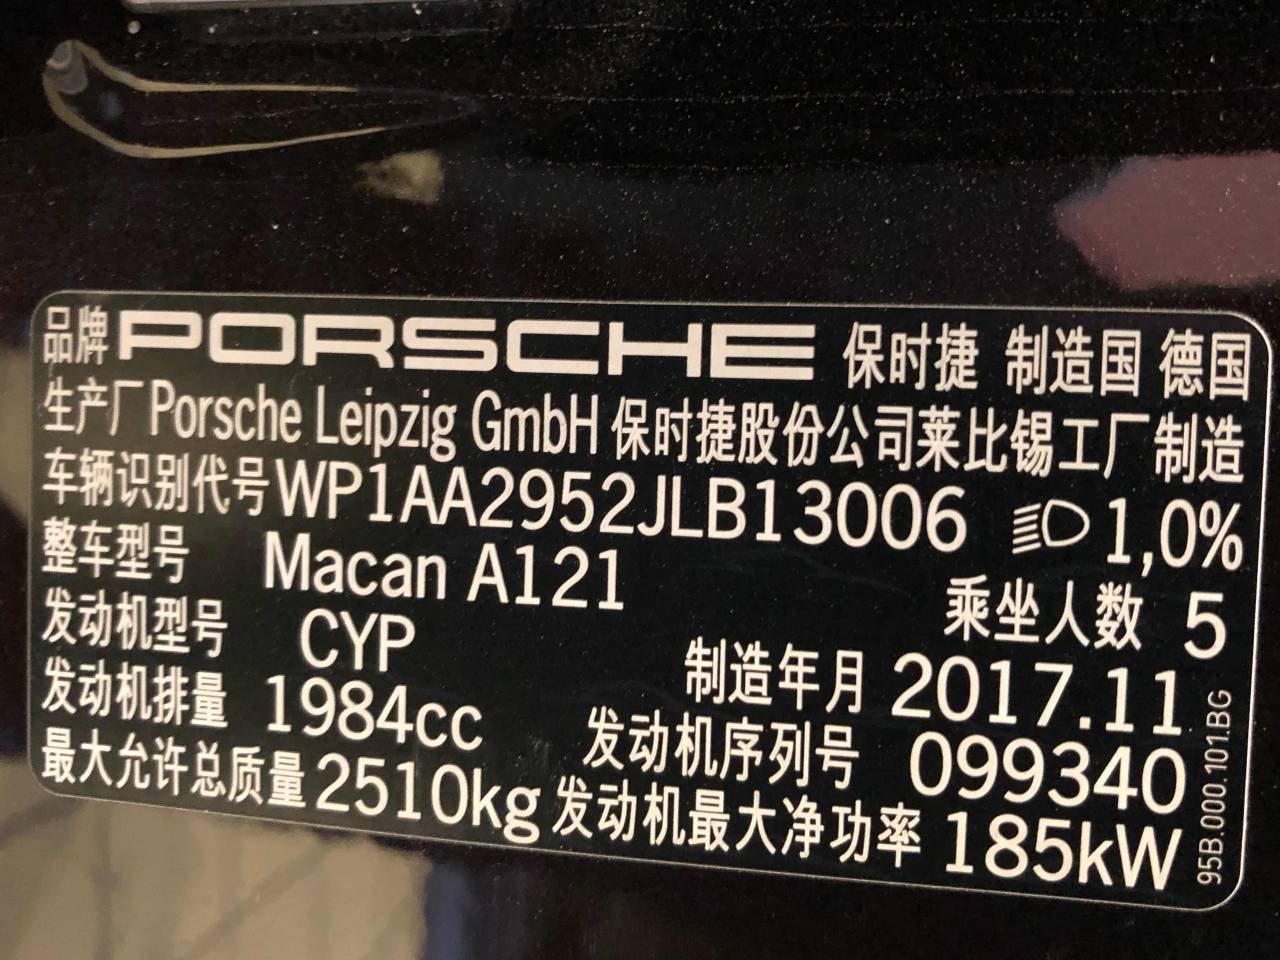 品牌 PORSCHE 保时捷 制造国 德国
生产厂 Porsche Leipzig GmbH 保时捷股份公司莱比锡工厂 制造
车辆识别代号 WP1AA2952JLB13006 1,0%
整车型号 Macan A121 乘坐人数 5
发动机型号 CYP 制造年月 2017.11
发动机排量 1984cc 发动机序列号 099340
最大允许总质量 2510kg 发动机最大净功率 185kW
95B.000.101.BG